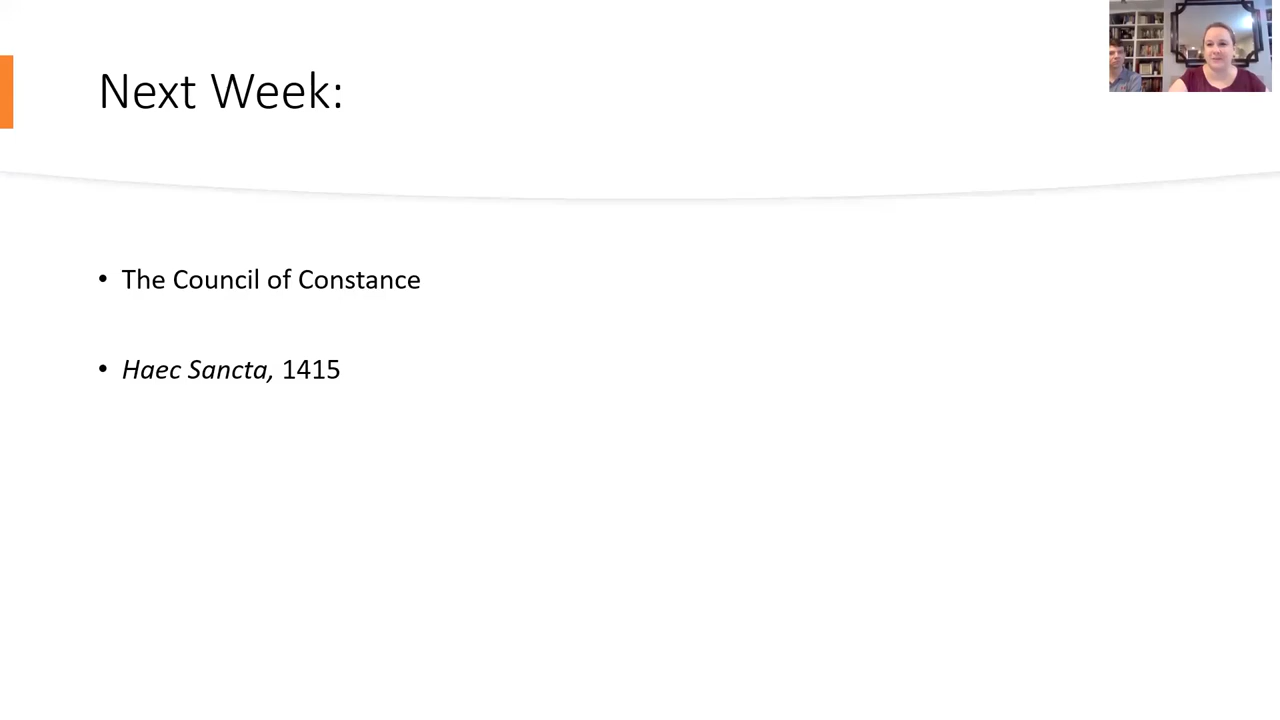 Next Week:
• The Council of Constance
• Haec Sancta, 1415